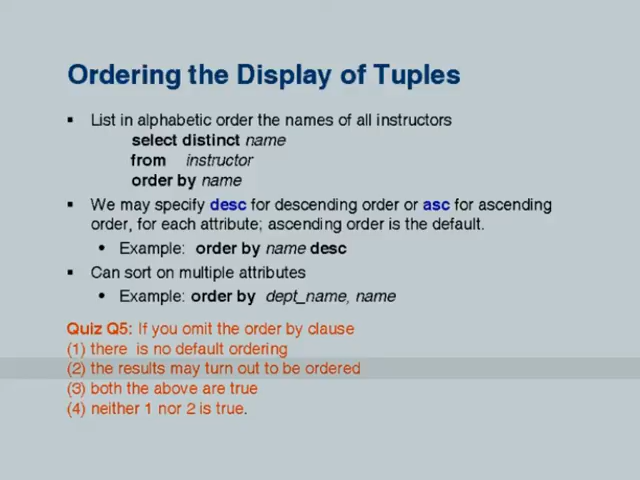 Ordering the Display of Tuples
▪ List in alphabetic order the names of all instructors
select distinct name
from instructor
order by name
▪ We may specify desc for descending order or asc for ascending
order, for each attribute; ascending order is the default.
• Example: order by name desc
▪ Can sort on multiple attributes
• Example: order by dept_name, name
Quiz Q5: If you omit the order by clause
(1) there is no default ordering
(2) the results may turn out to be ordered
(3) both the above are true
(4) neither 1 nor 2 is true.